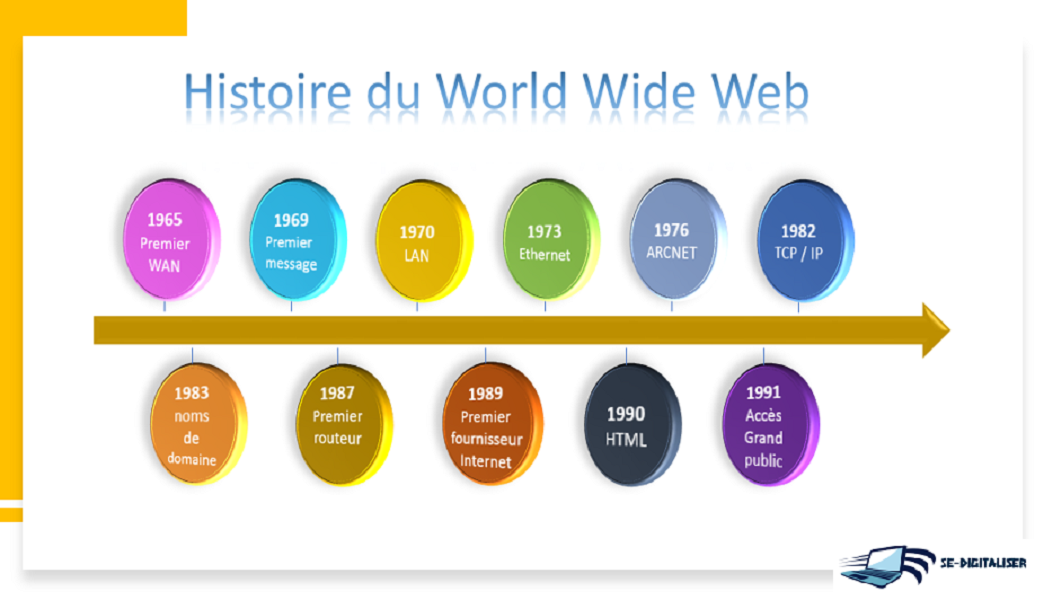 Histoire du World Wide Web
1965
Premier
WAN
1969
Premier
message
1970
LAN
1973
Ethernet
1976
ARCNET
1982
TCP / IP
1983
noms
de
domaine
1987
Premier
routeur
1989
Premier
fournisseur
Internet
1990
HTML
1991
Accès
Grand
public
SE-DIGITALISER